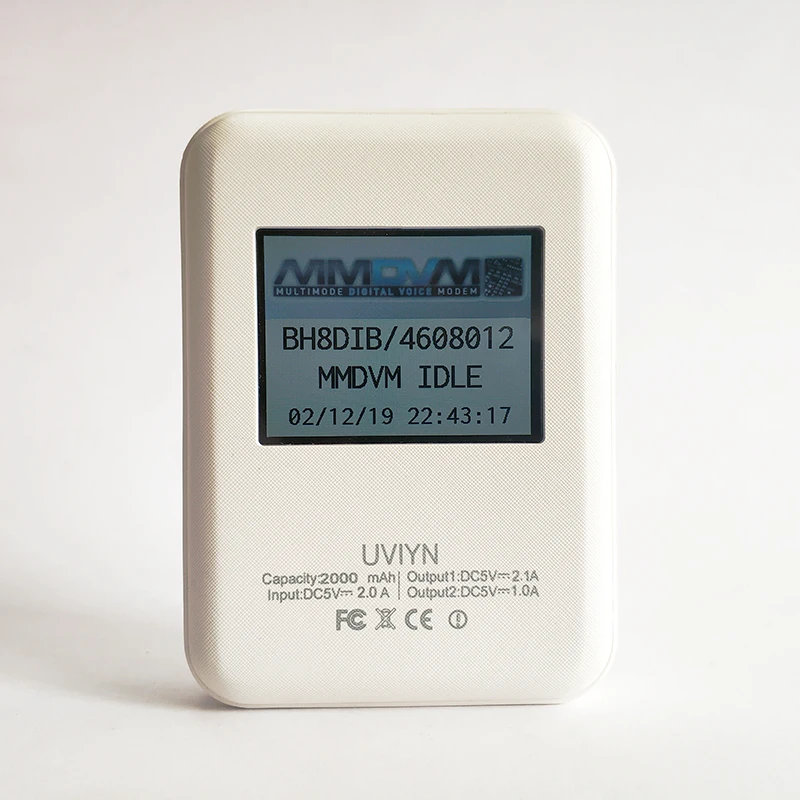 MMDVM
MULTIMODE DIGITAL VOICE MODEM
BH8DIB/4608012
MMDVM IDLE
02/12/19 22:43:17
UVIYN
Capacity:2000 mAh | Output1:DC5V⎓2.1A
Input:DC5V⎓ 2.0 A | Output2:DC5V⎓1.0A
FC CE